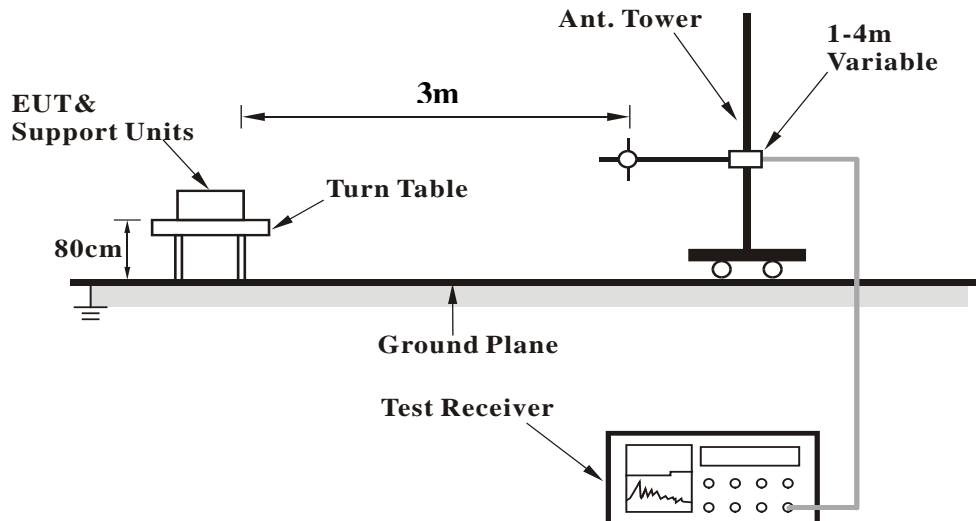 Ant. Tower
1-4m
Variable
3m
EUT&
Support Units
Turn Table
80cm
Ground Plane
Test Receiver